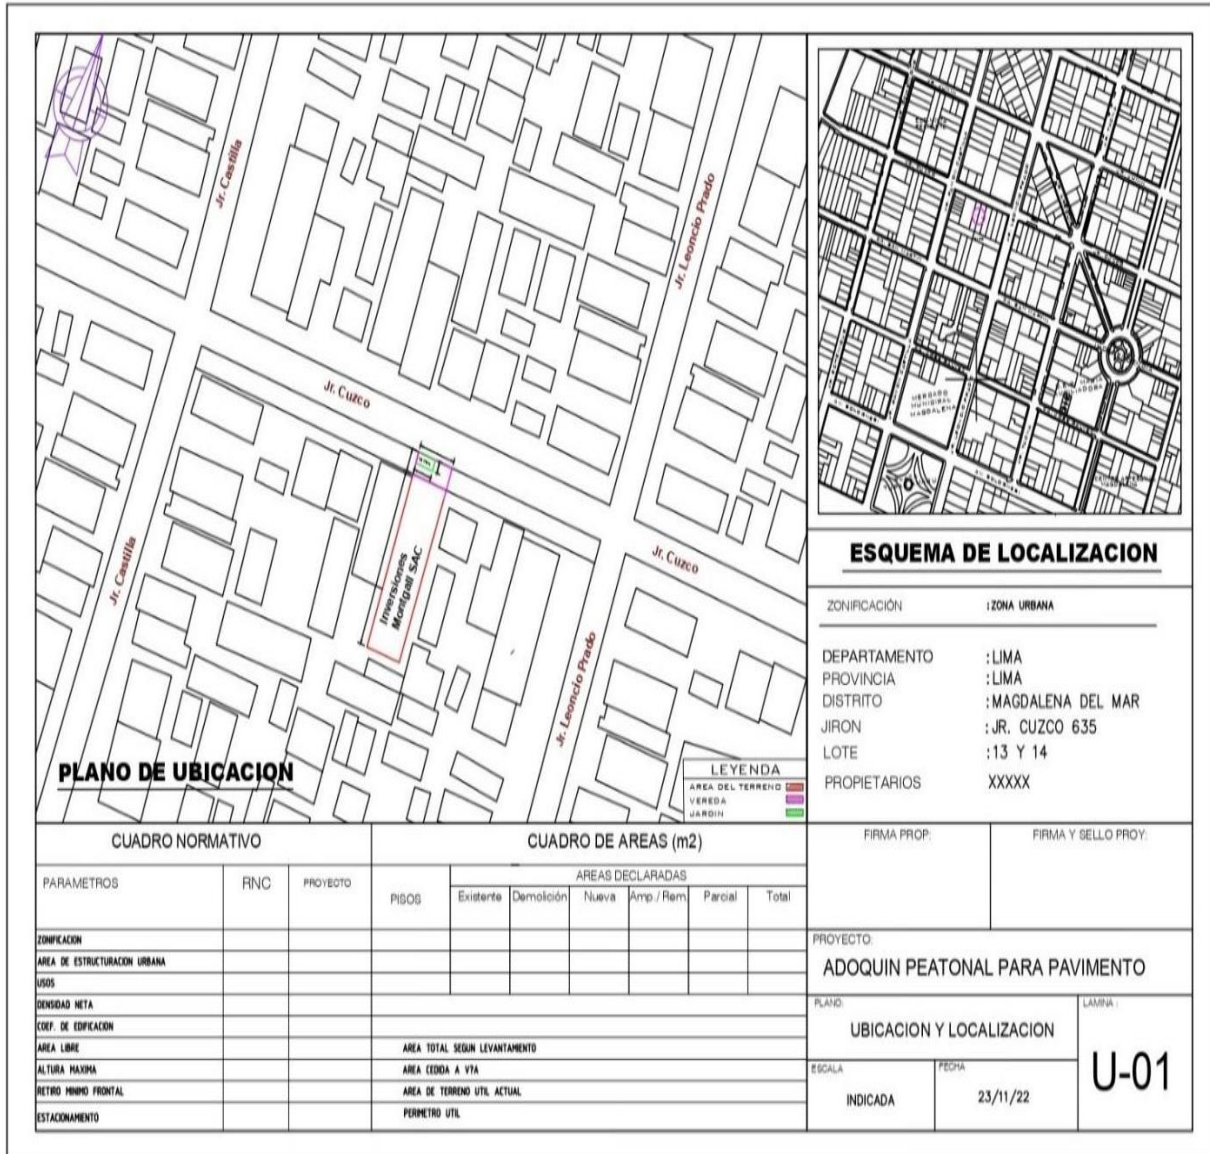 Jr. Castilla
Jr. Leoncio Prado
Jr. Cuzco
Jr. Castilla
Inversiones
Montgall SAC
Jr. Cuzco
Jr. Leoncio Prado
PLANO DE UBICACION
LEYENDA
AREA DEL TERRENO
VEREDA
JARDIN
MERCADO
MUNICIPAL
MAGDALENA
ESQUEMA DE LOCALIZACION
ZONIFICACIÓN :ZONA URBANA
DEPARTAMENTO :LIMA
PROVINCIA :LIMA
DISTRITO :MAGDALENA DEL MAR
JIRON :JR. CUZCO 635
LOTE :13 Y 14
PROPIETARIOS XXXXX
FIRMA PROP: FIRMA Y SELLO PROY:
PROYECTO:
ADOQUIN PEATONAL PARA PAVIMENTO
PLANO:
UBICACION Y LOCALIZACION
LAMINA :
U-01
ESCALA
INDICADA
FECHA
23/11/22
CUADRO NORMATIVO
PARAMETROS RNC PROYECTO
ZONIFICACION
AREA DE ESTRUCTURACION URBANA
USOS
DENSIDAD NETA
COEF. DE EDIFICACION
AREA LIBRE
ALTURA MAXIMA
RETIRO MINIMO FRONTAL
ESTACIONAMIENTO
CUADRO DE AREAS (m2)
PISOS
AREAS DECLARADAS
Existente Demolición Nueva Amp./Rem. Parcial Total
AREA TOTAL SEGUN LEVANTAMIENTO
AREA CEDIDA A VIA
AREA DE TERRENO UTIL ACTUAL
PERIMETRO UTIL